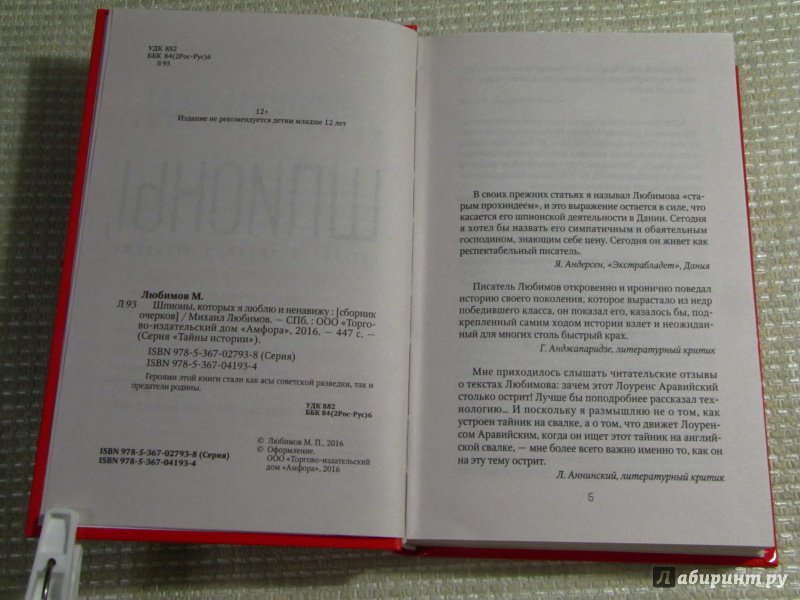 УДК 882
ББК 84(2Рос-Рус)6
Л 93
12+
Издание не рекомендуется детям младше 12 лет
Любимов М.
Л 93 Шпионы, которых я люблю и ненавижу : [сборник
очерков] / Михаил Любимов. — СПб. : ООО «Торго-
во-издательский дом «Амфора», 2016. — 447 с. —
(Серия «Тайны истории»).
ISBN 978-5-367-02793-8 (Серия)
ISBN 978-5-367-04193-4
Героями этой книги стали как асы советской разведки, так и
предатели родины.
УДК 882
ББК 84(2Рос-Рус)6
© Любимов М. П., 2016
© Оформление.
ООО «Торгово-издательский
дом «Амфора», 2016
ISBN 978-5-367-02793-8 (Серия)
ISBN 978-5-367-04193-4
В своих прежних статьях я называл Любимова «ста-
рым прохиндеем», и это выражение остается в силе, что
касается его шпионской деятельности в Дании. Сегодня
я хотел бы назвать его симпатичным и обаятельным
господином, знающим себе цену. Сегодня он живет как
респектабельный писатель.
Я. Андерсен, «Экстрабладет», Дания
Писатель Любимов откровенно и иронично поведал
историю своего поколения, которое вырастало из недр
победившего класса, он показал его, казалось бы, под-
крепленный самим ходом истории взлет и неожидан-
ный для многих столь быстрый крах.
Г. Анджапаридзе, литературный критик
Мне приходилось слышать читательские отзывы
о текстах Любимова: зачем этот Лоуренс Аравийский
столько острит! Лучше бы поподробнее рассказал тех-
нологию... И поскольку я размышляю не о том, как
устроен тайник на свалке, а о том, что движет Лоурен-
сом Аравийским, когда он ищет этот тайник на англий-
ской свалке, — мне более всего важно именно то, как он
на эту тему острит.
Л. Аннинский, литературный критик
5
Лабиринт.ру